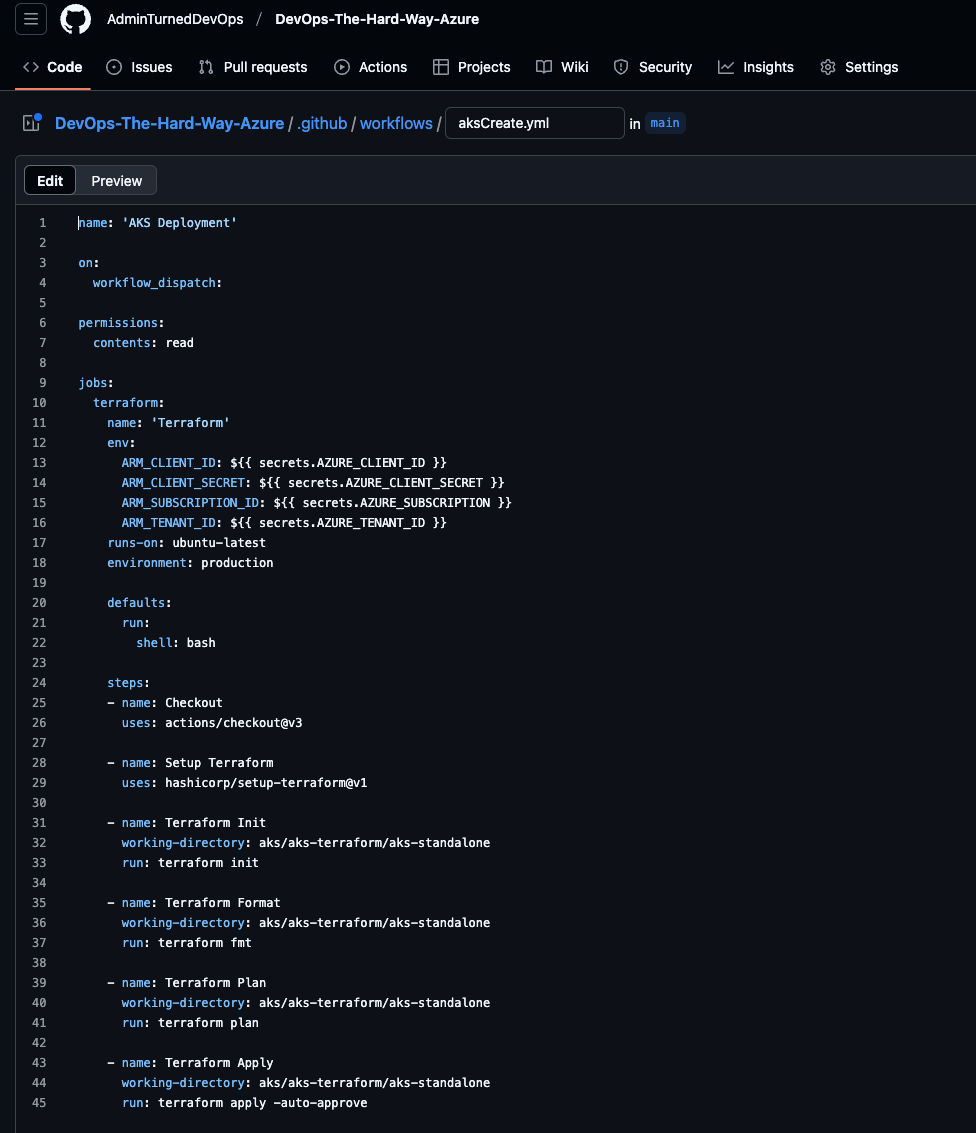 AdminTurnedDevOps / DevOps-The-Hard-Way-Azure
Code Issues Pull requests Actions Projects Wiki Security Insights Settings
DevOps-The-Hard-Way-Azure / .github / workflows / aksCreate.yml in main
Edit Preview
1 name: 'AKS Deployment'
2
3 on:
4   workflow_dispatch:
5
6 permissions:
7   contents: read
8
9 jobs:
10   terraform:
11     name: 'Terraform'
12     env:
13       ARM_CLIENT_ID: ${{ secrets.AZURE_CLIENT_ID }}
14       ARM_CLIENT_SECRET: ${{ secrets.AZURE_CLIENT_SECRET }}
15       ARM_SUBSCRIPTION_ID: ${{ secrets.AZURE_SUBSCRIPTION }}
16       ARM_TENANT_ID: ${{ secrets.AZURE_TENANT_ID }}
17     runs-on: ubuntu-latest
18     environment: production
19
20     defaults:
21       run:
22         shell: bash
23
24     steps:
25     - name: Checkout
26       uses: actions/checkout@v3
27
28     - name: Setup Terraform
29       uses: hashicorp/setup-terraform@v1
30
31     - name: Terraform Init
32       working-directory: aks/aks-terraform/aks-standalone
33       run: terraform init
34
35     - name: Terraform Format
36       working-directory: aks/aks-terraform/aks-standalone
37       run: terraform fmt
38
39     - name: Terraform Plan
40       working-directory: aks/aks-terraform/aks-standalone
41       run: terraform plan
42
43     - name: Terraform Apply
44       working-directory: aks/aks-terraform/aks-standalone
45       run: terraform apply -auto-approve